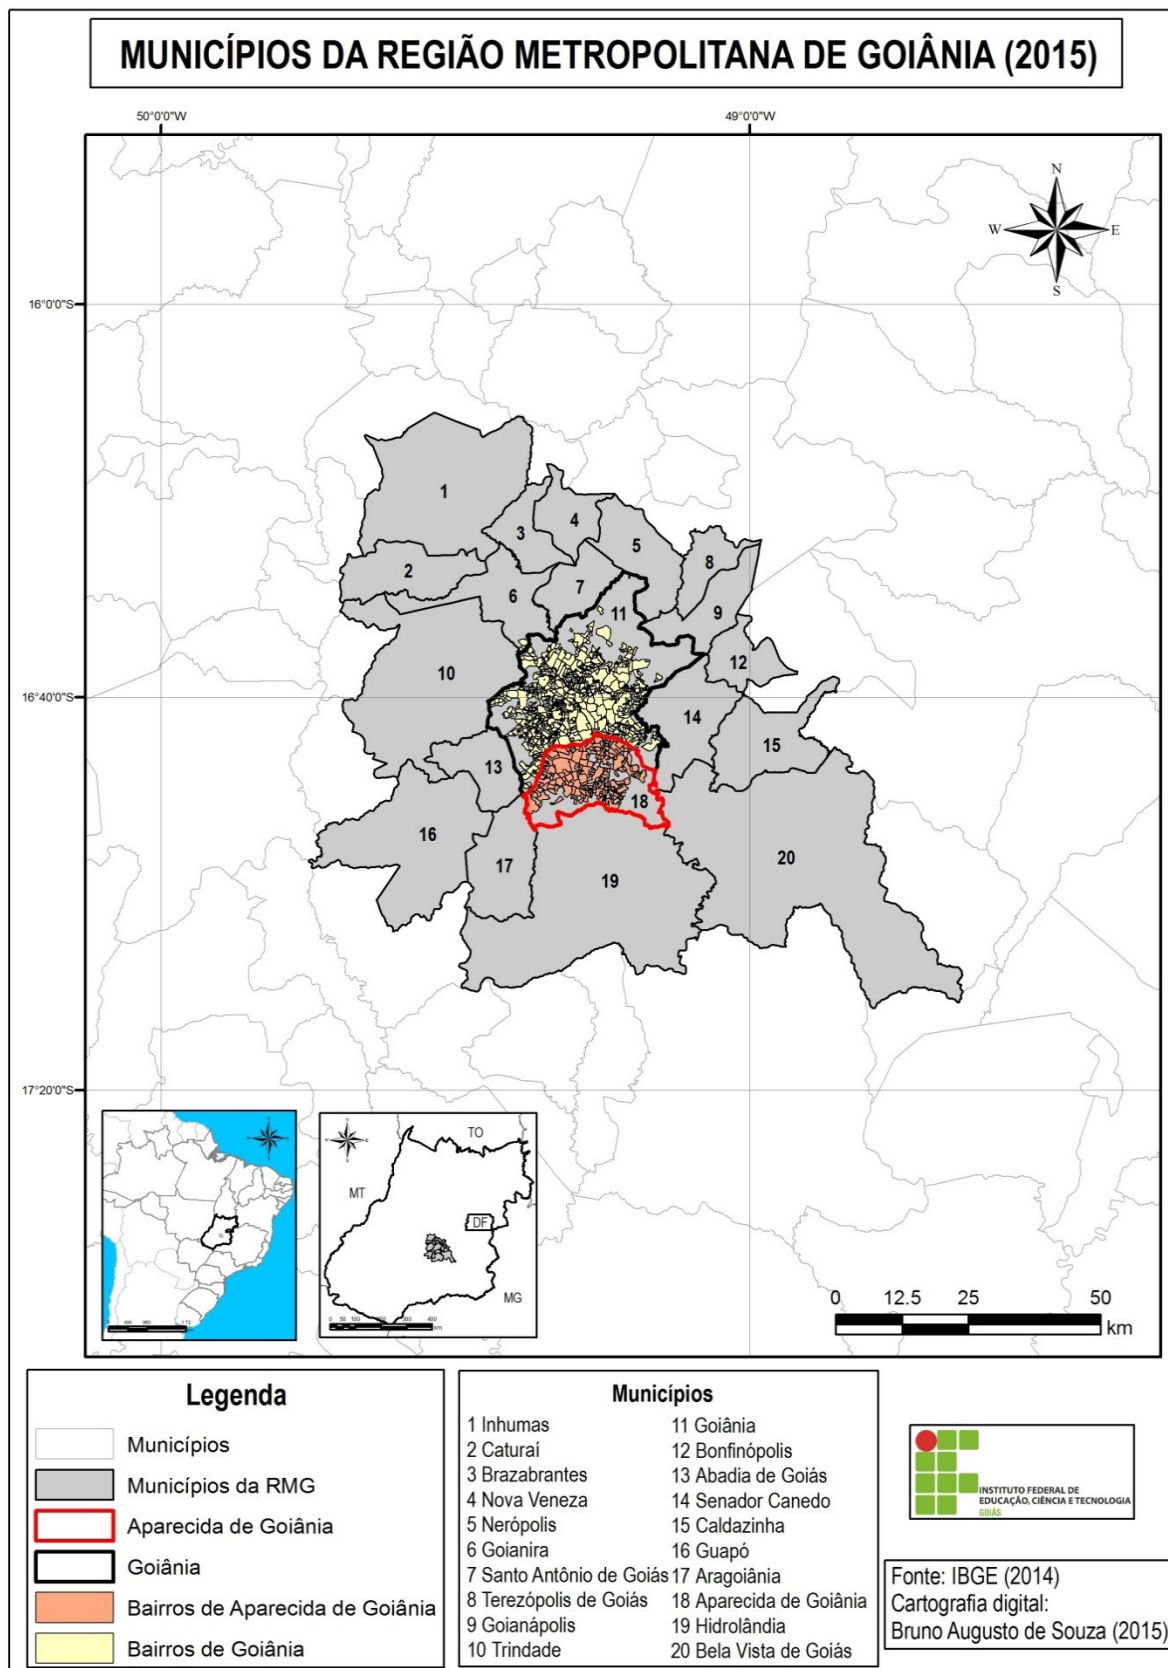 MUNICÍPIOS DA REGIÃO METROPOLITANA DE GOIÂNIA (2015)
50°0'0"W
49°0'0"W
N
W
E
S
16°0'0"S
1
4
3
5
8
2
7
6
11
9
12
10
16°40'0"S
14
15
13
18
16
20
17
19
17°20'0"S
TO
MT
DF
MG
0 12.5 25 50
km
Legenda
Municípios
Municípios da RMG
Aparecida de Goiânia
Goiânia
Bairros de Aparecida de Goiânia
Bairros de Goiânia
Municípios
1 Inhumas
2 Caturaí
3 Brazabrantes
4 Nova Veneza
5 Nerópolis
6 Goianira
7 Santo Antônio de Goiás
8 Terezópolis de Goiás
9 Goianápolis
10 Trindade
11 Goiânia
12 Bonfinópolis
13 Abadia de Goiás
14 Senador Canedo
15 Caldazinha
16 Guapó
17 Aragoiânia
18 Aparecida de Goiânia
19 Hidrolândia
20 Bela Vista de Goiás
INSTITUTO FEDERAL DE
EDUCAÇÃO, CIÊNCIA E TECNOLOGIA
GOIÁS
Fonte: IBGE (2014)
Cartografia digital:
Bruno Augusto de Souza (2015)